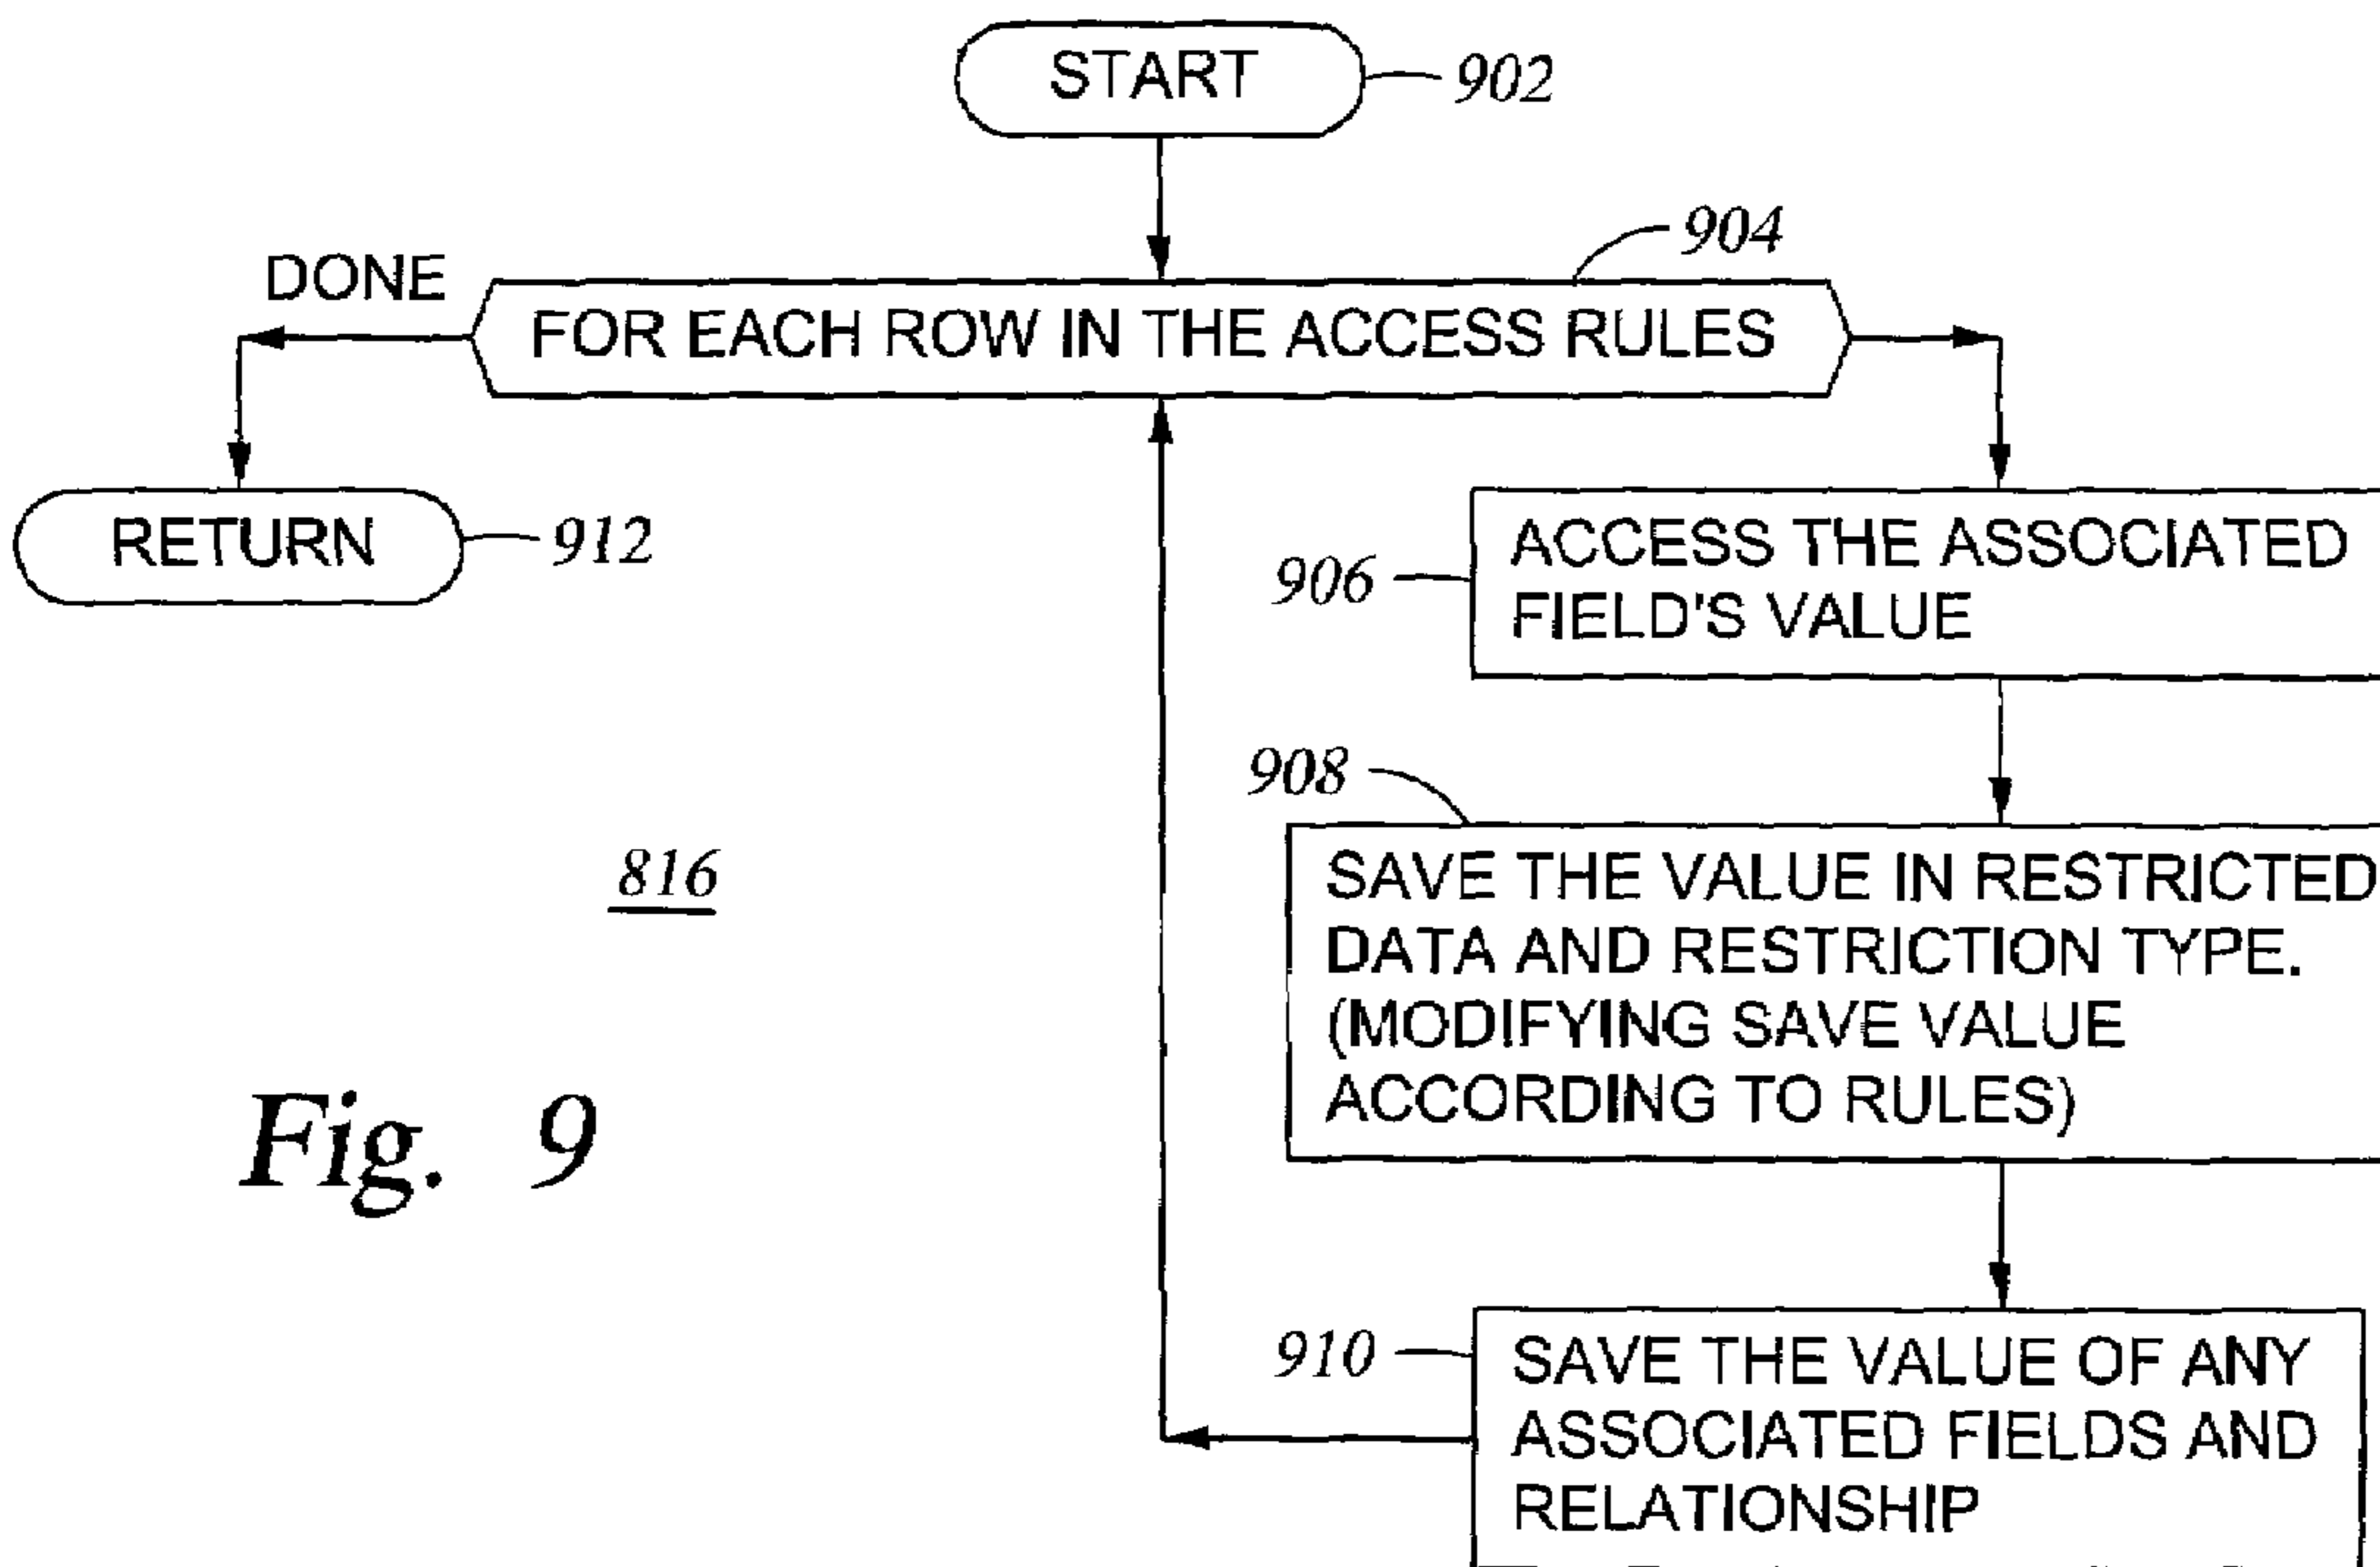 START
902
904
DONE
FOR EACH ROW IN THE ACCESS RULES
RETURN
912
906
ACCESS THE ASSOCIATED
FIELD'S VALUE
908
SAVE THE VALUE IN RESTRICTED
DATA AND RESTRICTION TYPE.
(MODIFYING SAVE VALUE
ACCORDING TO RULES)
816
Fig. 9
910
SAVE THE VALUE OF ANY
ASSOCIATED FIELDS AND
RELATIONSHIP